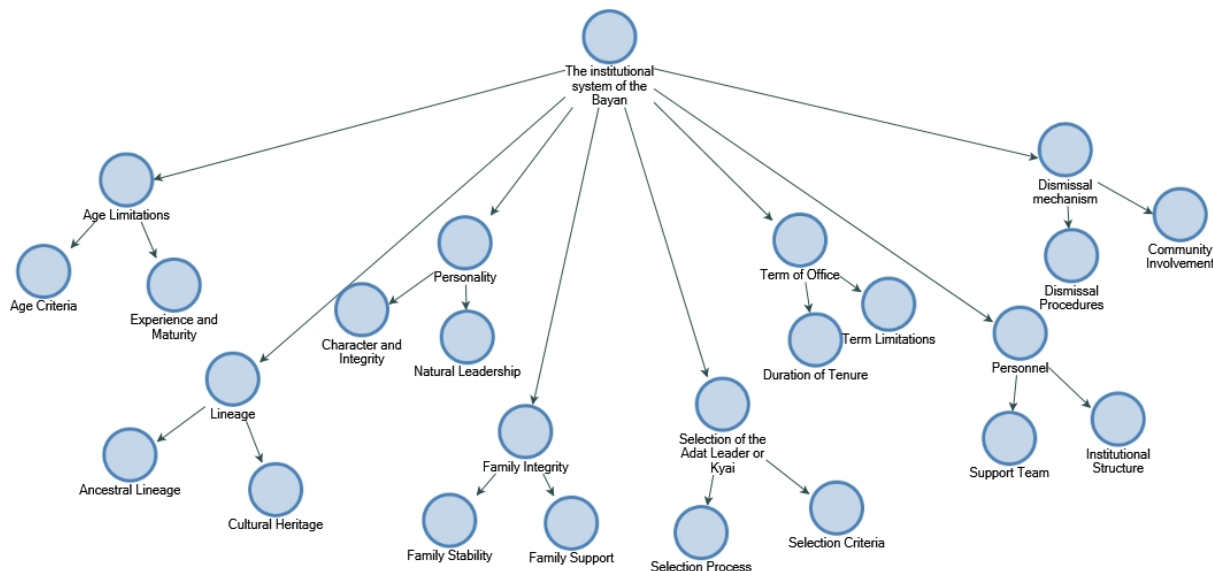 The institutional
system of the
Bayan
Age Limitations
Age Criteria
Experience and
Maturity
Lineage
Ancestral Lineage
Cultural Heritage
Personality
Character and
Integrity
Natural Leadership
Family Integrity
Family Stability
Family Support
Selection of the
Adat Leader or
Kyai
Selection Process
Selection Criteria
Term of Office
Duration of Tenure
Term Limitations
Personnel
Support Team
Institutional
Structure
Dismissal
mechanism
Dismissal
Procedures
Community
Involvement